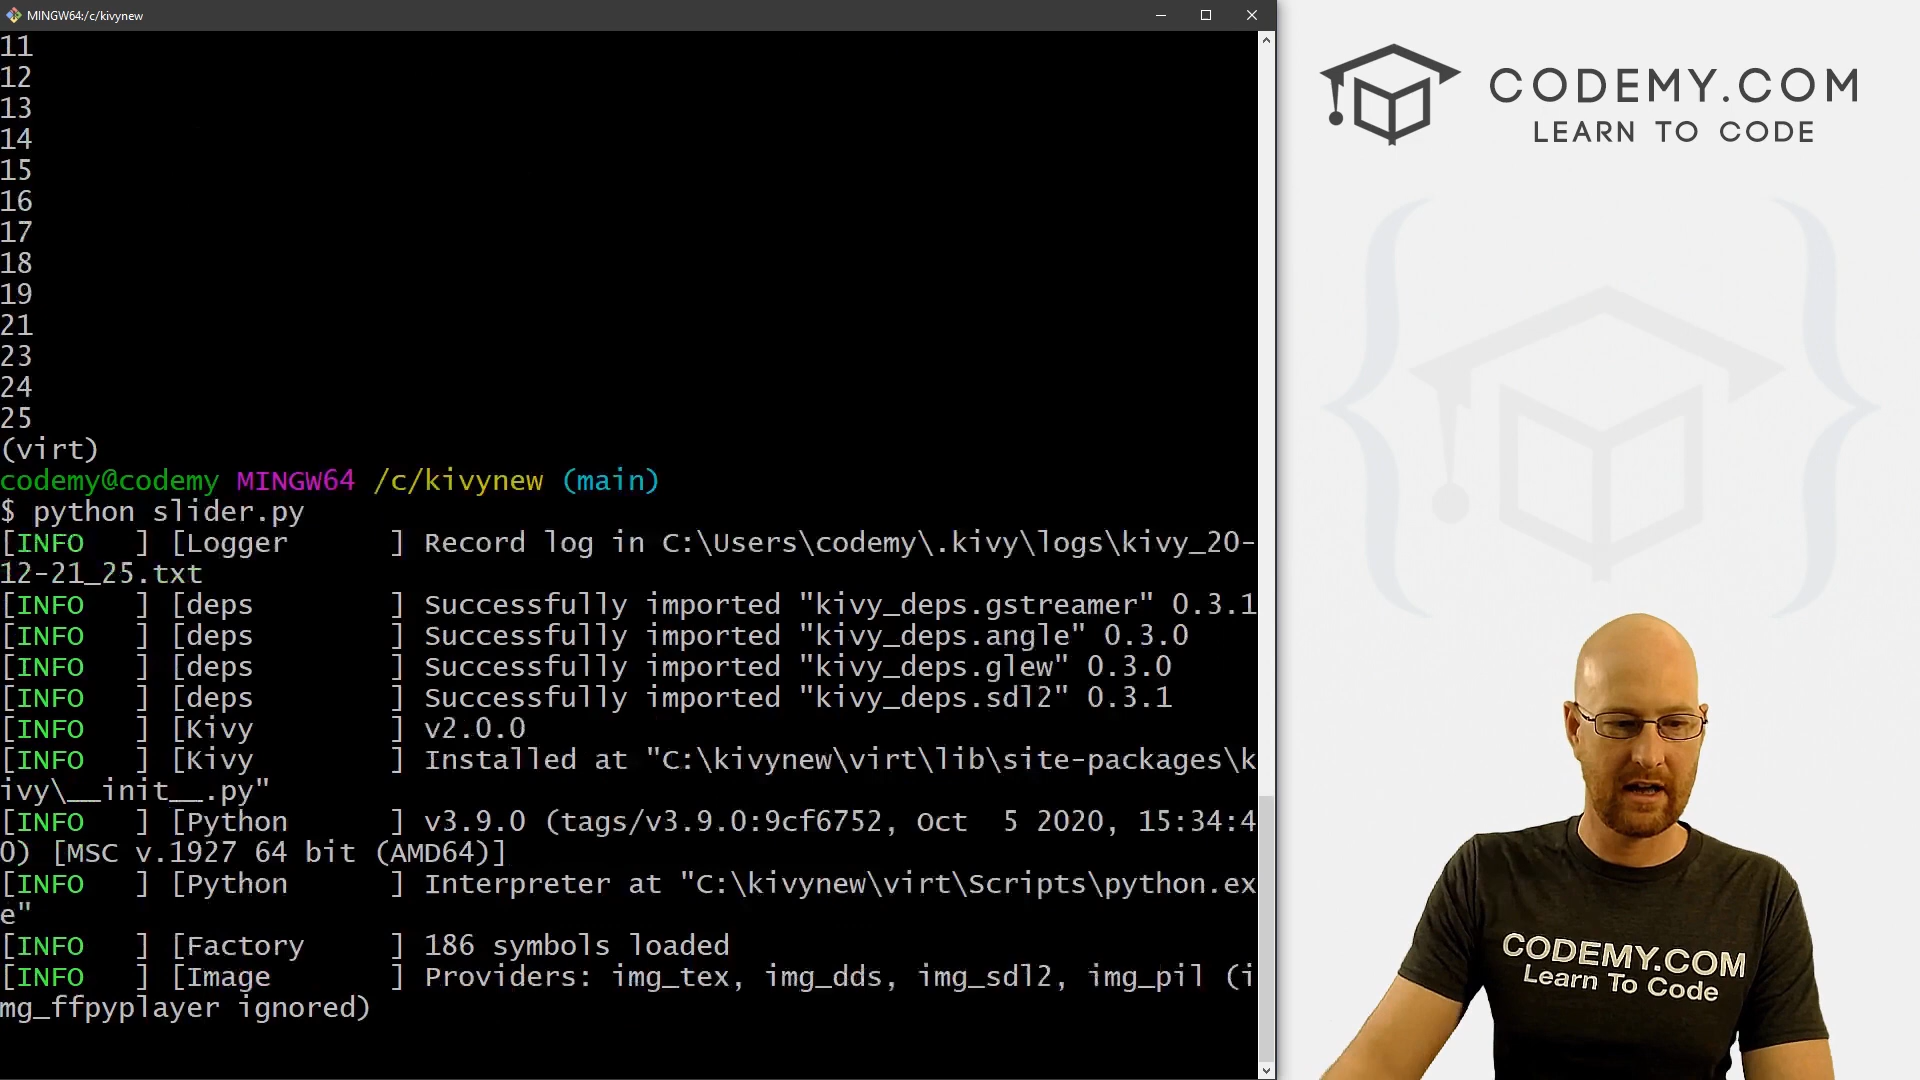 MINGW64:/c/kivynew
11
12
13
14
15
16
17
18
19
21
23
24
25
(virt)
codemy@codemy MINGW64 /c/kivynew (main)
$ python slider.py
[INFO   ] [Logger      ] Record log in C:\Users\codemy\.kivy\logs\kivy_20-
12-21_25.txt
[INFO   ] [deps        ] Successfully imported "kivy_deps.gstreamer" 0.3.1
[INFO   ] [deps        ] Successfully imported "kivy_deps.angle" 0.3.0
[INFO   ] [deps        ] Successfully imported "kivy_deps.glew" 0.3.0
[INFO   ] [deps        ] Successfully imported "kivy_deps.sdl2" 0.3.1
[INFO   ] [Kivy        ] v2.0.0
[INFO   ] [Kivy        ] Installed at "C:\kivynew\virt\lib\site-packages\k
ivy\__init__.py"
[INFO   ] [Python      ] v3.9.0 (tags/v3.9.0:9cf6752, Oct  5 2020, 15:34:4
0) [MSC v.1927 64 bit (AMD64)]
[INFO   ] [Python      ] Interpreter at "C:\kivynew\virt\Scripts\python.ex
e"
[INFO   ] [Factory     ] 186 symbols loaded
[INFO   ] [Image       ] Providers: img_tex, img_dds, img_sdl2, img_pil (i
mg_ffpyplayer ignored)
CODEMY.COM
LEARN TO CODE
CODEMY.COM
Learn To Code